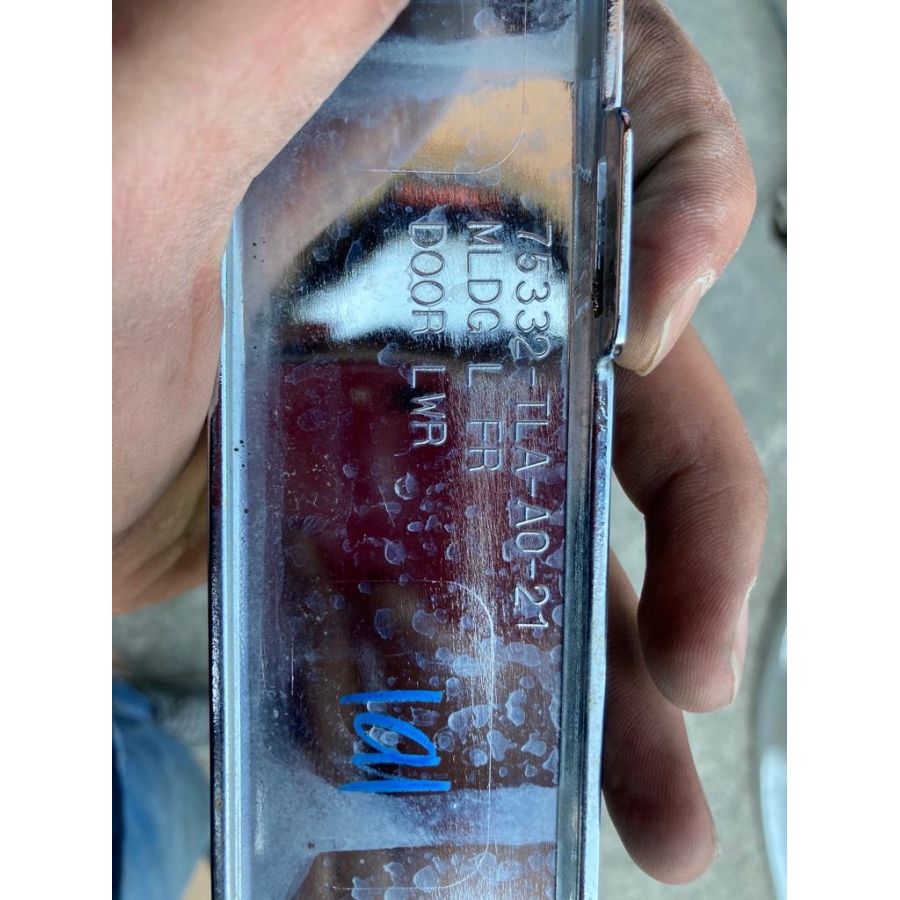 75332-TLA-A0-21
MLDG L FR
DOOR LWR